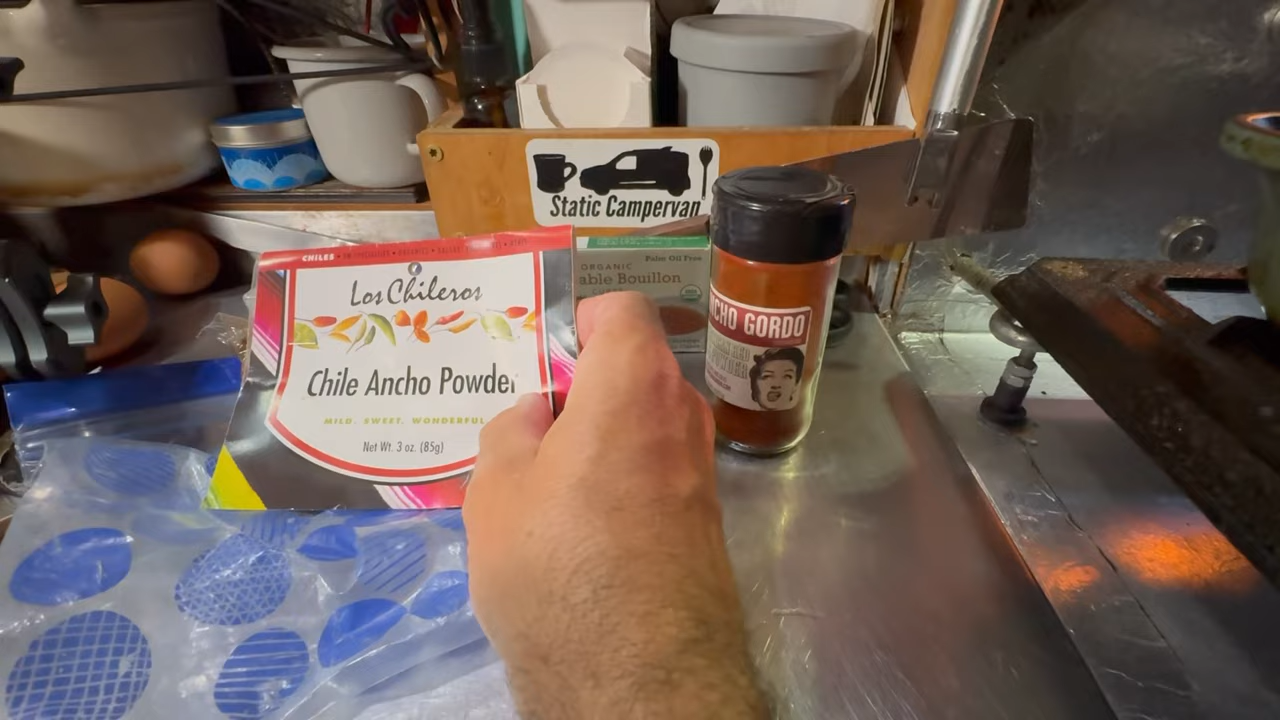 Static Campervan
CHILES
Los Chileros
Chile Ancho Powder
MILD. SWEET. WONDERFUL
Net Wt. 3 oz. (85g)
Palm Oil Free
ORGANIC
able Bouillon
CHO GORDO